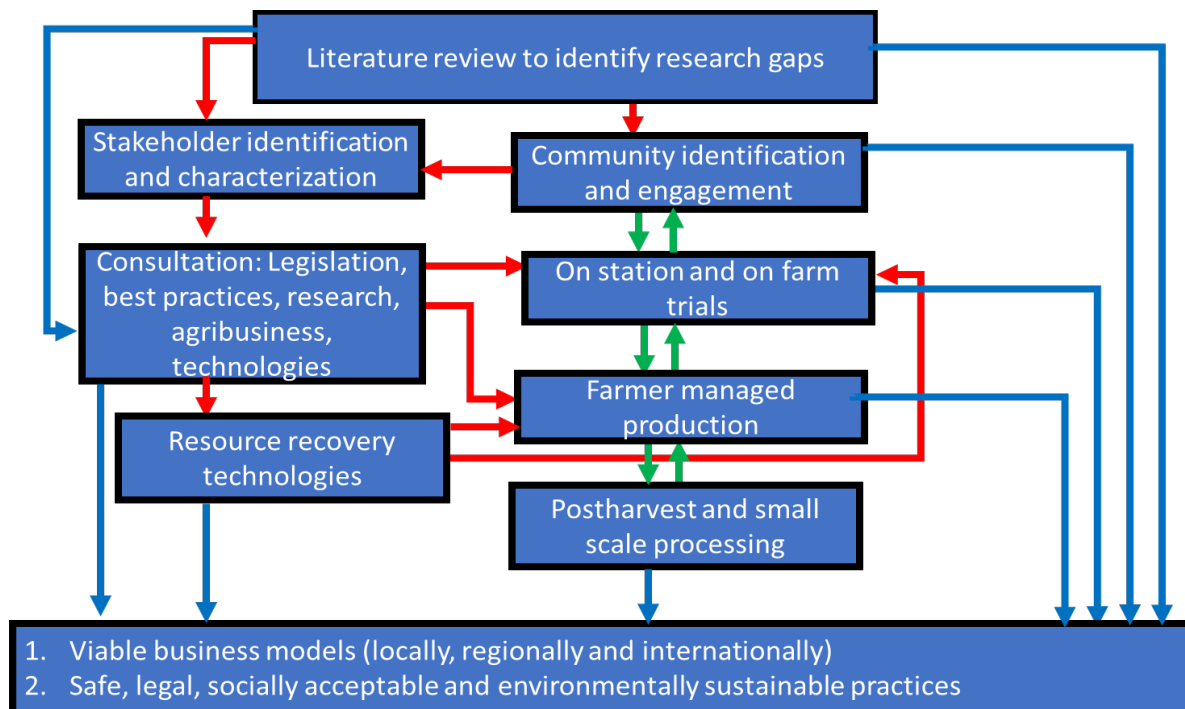 Literature review to identify research gaps
Stakeholder identification
and characterization
Community identification
and engagement
Consultation: Legislation,
best practices, research,
agribusiness,
technologies
On station and on farm
trials
Farmer managed
production
Resource recovery
technologies
Postharvest and small
scale processing
1. Viable business models (locally, regionally and internationally)
2. Safe, legal, socially acceptable and environmentally sustainable practices